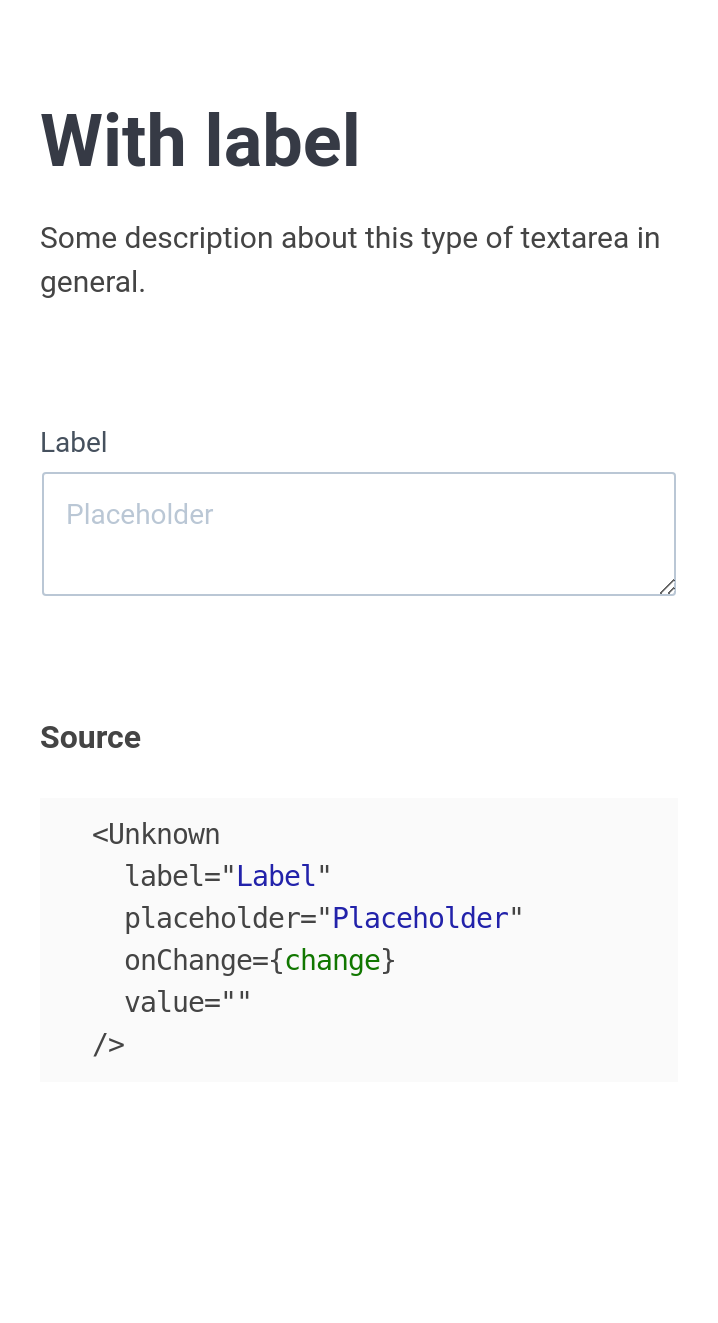 With label
Some description about this type of textarea in
general.
Label
Placeholder
Source
<Unknown
  label="Label"
  placeholder="Placeholder"
  onChange={change}
  value=""
/>